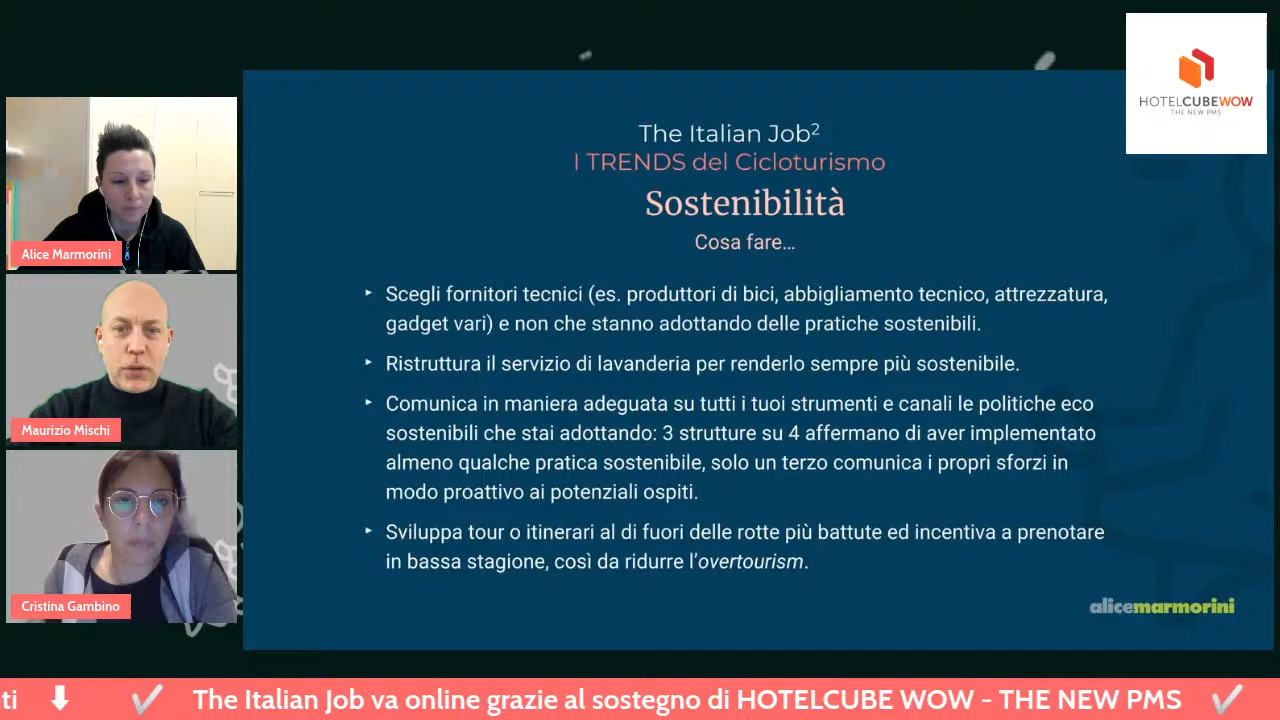 HOTELCUBEWOW
THE NEW PMS
The Italian Job²
I TRENDS del Cicloturismo
Sostenibilità
Cosa fare…
Alice Marmorini
Maurizio Mischi
Cristina Gambino
‣ Scegli fornitori tecnici (es. produttori di bici, abbigliamento tecnico, attrezzatura,
gadget vari) e non che stanno adottando delle pratiche sostenibili.
‣ Ristruttura il servizio di lavanderia per renderlo sempre più sostenibile.
‣ Comunica in maniera adeguata su tutti i tuoi strumenti e canali le politiche eco
sostenibili che stai adottando: 3 strutture su 4 affermano di aver implementato
almeno qualche pratica sostenibile, solo un terzo comunica i propri sforzi in
modo proattivo ai potenziali ospiti.
‣ Sviluppa tour o itinerari al di fuori delle rotte più battute ed incentiva a prenotare
in bassa stagione, così da ridurre l’overtourism.
alicemarmorini
ti ⬇ ✔ The Italian Job va online grazie al sostegno di HOTELCUBE WOW - THE NEW PMS ✔